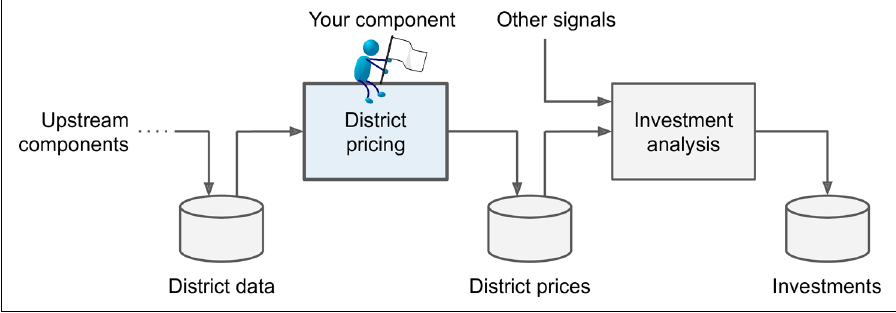 Your component
Other signals
Upstream
components
District
pricing
Investment
analysis
District data
District prices
Investments